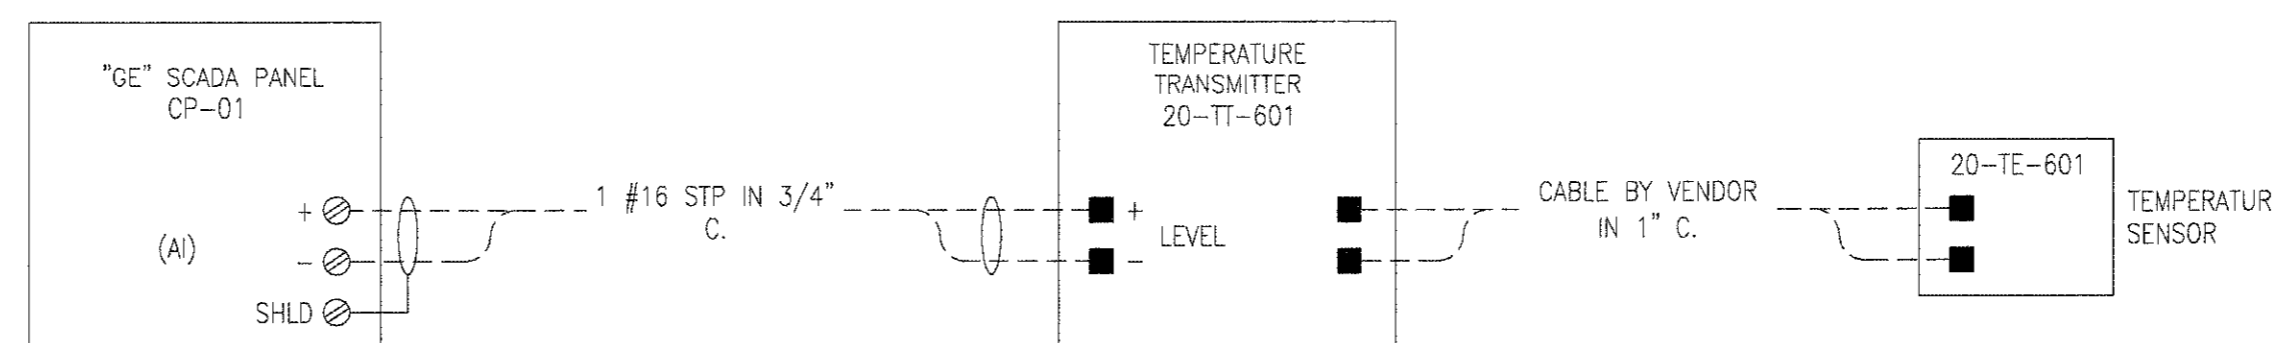 "GE" SCADA PANEL
CP-01
+
(AI)
-
SHLD
1 #16 STP IN 3/4"
C.
TEMPERATURE
TRANSMITTER
20-TT-601
+
LEVEL
-
CABLE BY VENDOR
IN 1" C.
20-TE-601
TEMPERATUR
SENSOR